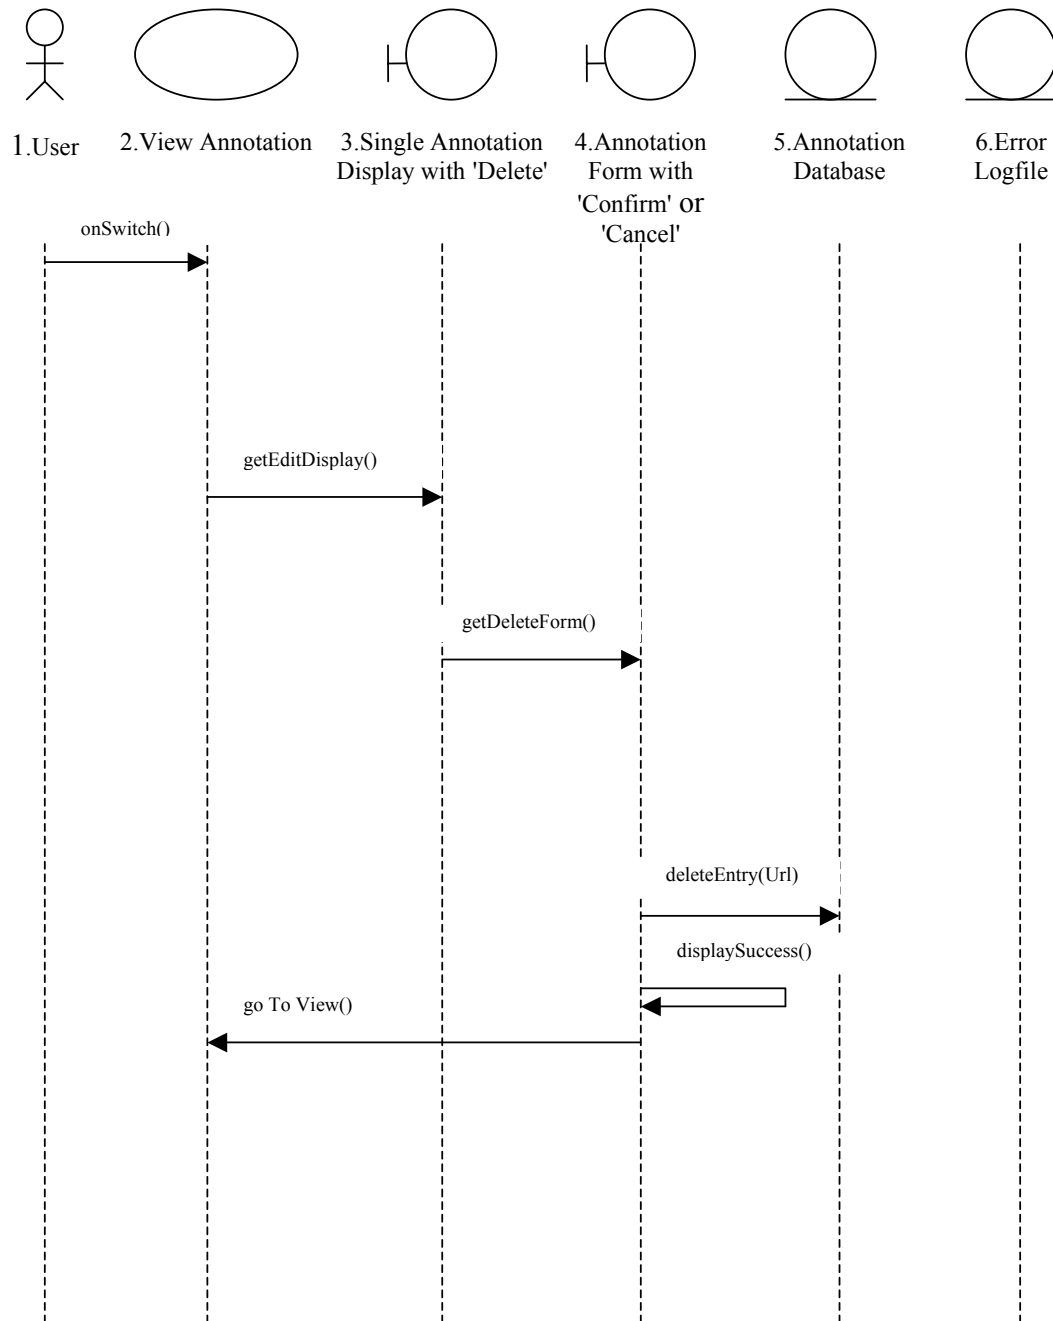 1.User
2.View Annotation
3.Single Annotation
Display with 'Delete'
4.Annotation
Form with
'Confirm' or
'Cancel'
5.Annotation
Database
6.Error
Logfile
onSwitch()
getEditDisplay()
getDeleteForm()
deleteEntry(Url)
displaySuccess()
go To View()